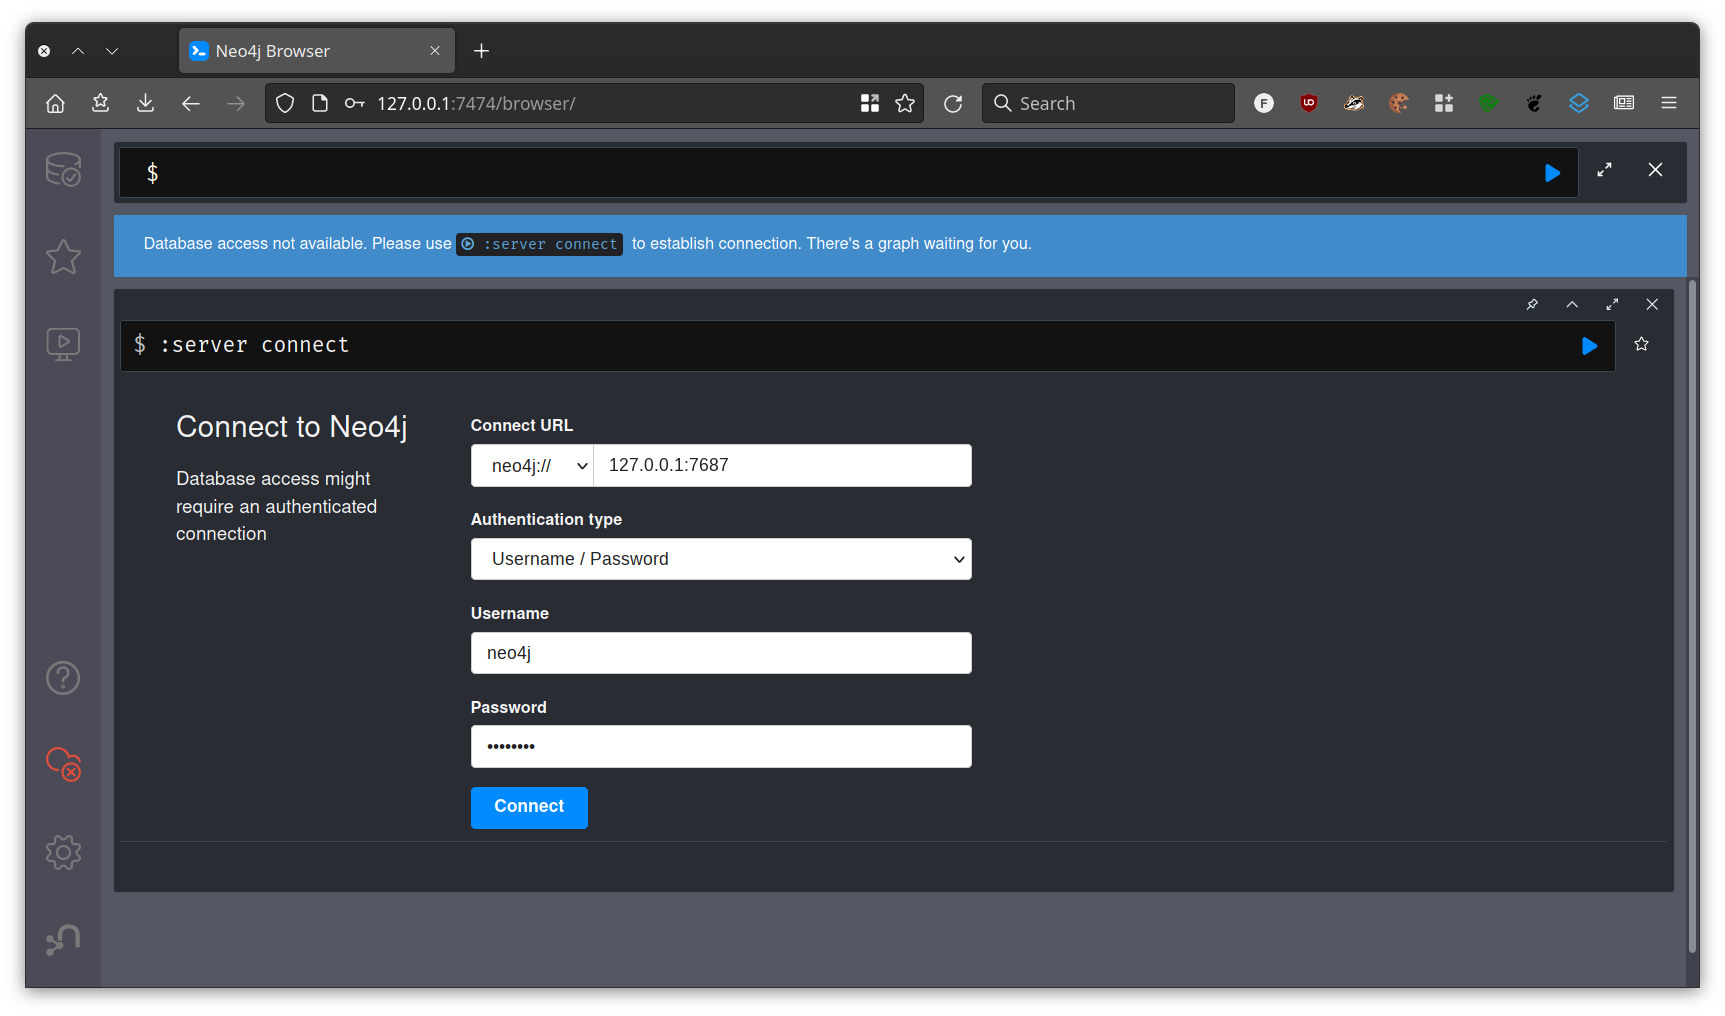 Neo4j Browser
127.0.0.1:7474/browser/
Search
F
$
Database access not available. Please use :server connect to establish connection. There's a graph waiting for you.
$ :server connect
Connect to Neo4j
Database access might
require an authenticated
connection
Connect URL
neo4j://
127.0.0.1:7687
Authentication type
Username / Password
Username
neo4j
Password
••••••••
Connect